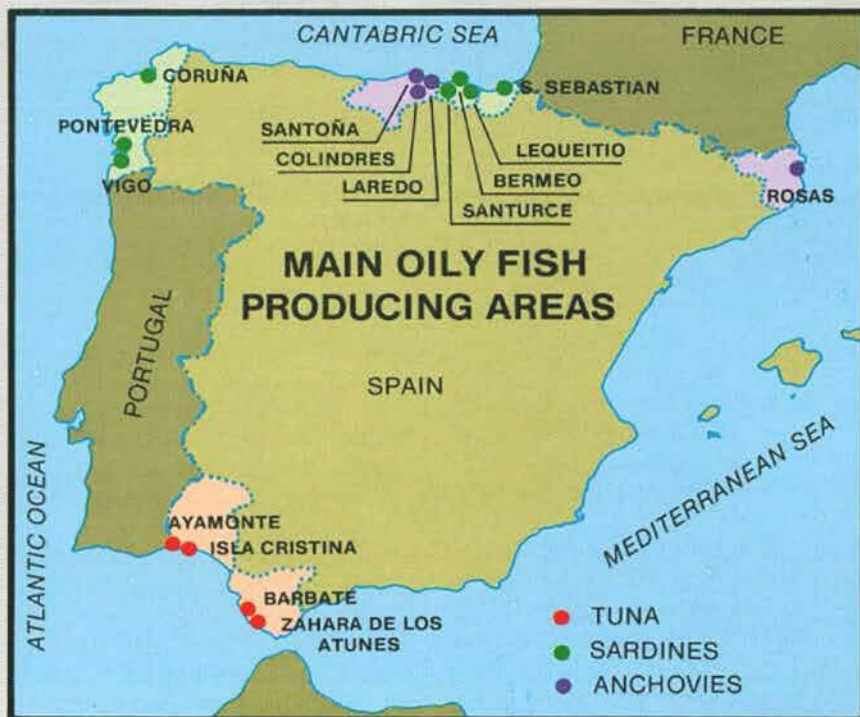 CANTABRIC SEA
FRANCE
CORUÑA
S. SEBASTIAN
PONTEVEDRA
SANTOÑA
COLINDRES
LAREDO
LEQUEITIO
BERMEO
SANTURCE
VIGO
ROSAS
MAIN OILY FISH
PRODUCING AREAS
PORTUGAL
SPAIN
ATLANTIC OCEAN
MEDITERRANEAN SEA
AYAMONTE
ISLA CRISTINA
BARBATE
ZAHARA DE LOS
ATUNES
TUNA
SARDINES
ANCHOVIES